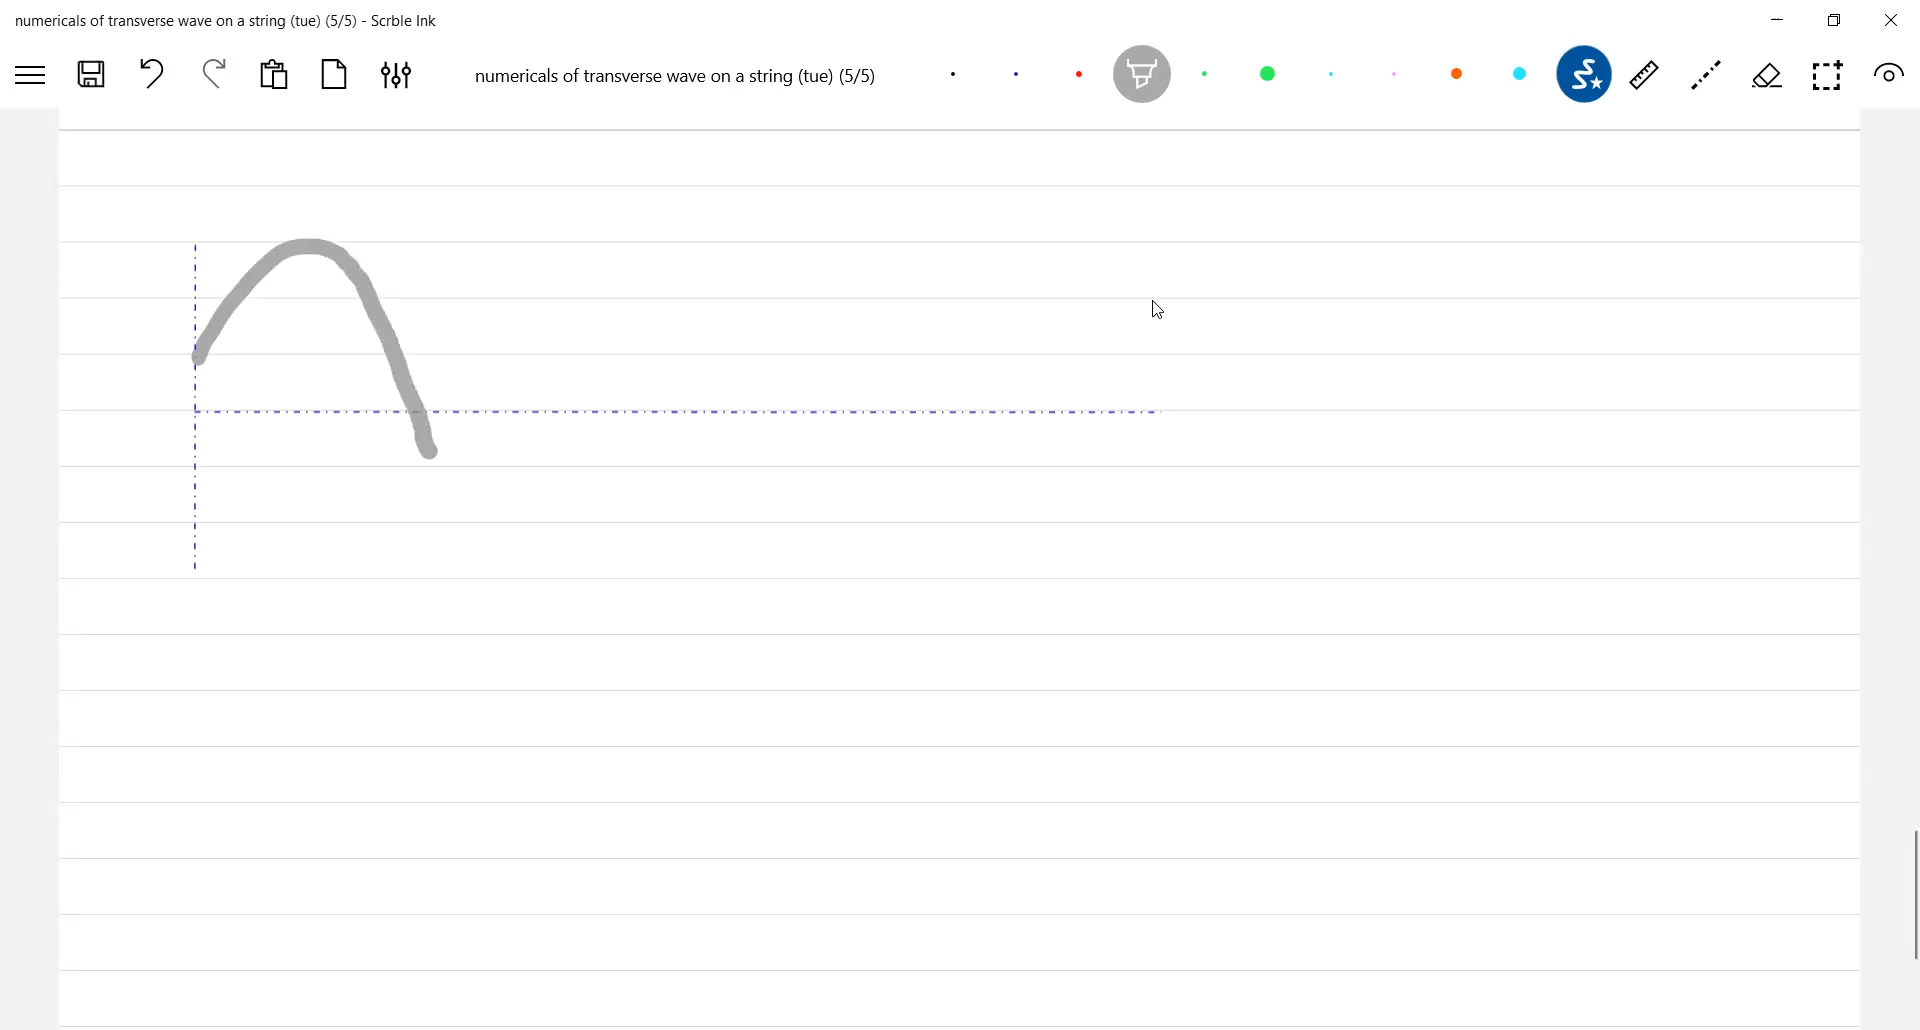 numericals of transverse wave on a string (tue) (5/5) - Scrble Ink
numericals of transverse wave on a string (tue) (5/5)